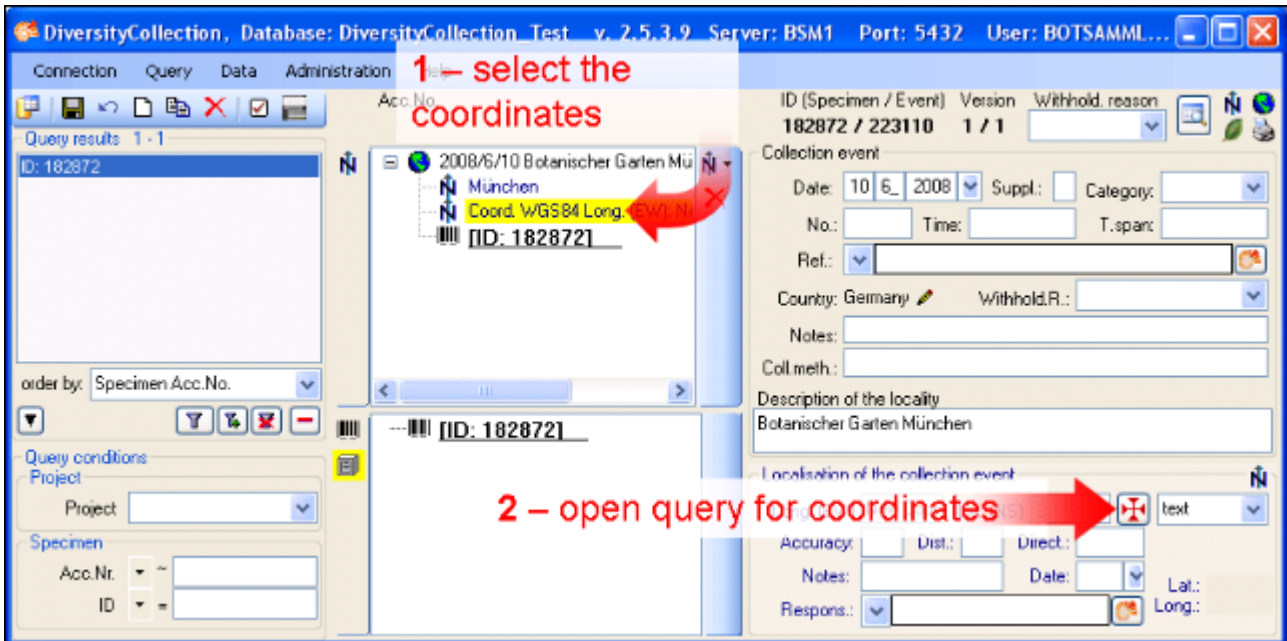 DiversityCollection, Database: DiversityCollection_Test v. 2.5.3.9 Server: BSM1 Port: 5432 User: BOTSAMML...
Connection Query Data Administration
1 – select the
coordinates
Acc.No.
ID (Specimen / Event) Version Withhold. reason
182872 / 223110 1 / 1
Query results 1 - 1
ID: 182872
2008/6/10 Botanischer Garten Mü
München
Coord. WGS84 Long. (EW): N
[ID: 182872]
Collection event
Date: 10 6_ 2008 Suppl.: Category:
No.: Time: T.span:
Ref.:
Country: Germany Withhold.R.:
Notes:
Coll.meth.:
order by: Specimen Acc.No.
Description of the locality
Botanischer Garten München
[ID: 182872]
Query conditions
Project
Project
Specimen
Acc.Nr. ~
ID =
Localisation of the collection event
2 – open query for coordinates
text
Accuracy: Dist.: Direct.:
Notes: Date: Lat.:
Respons.: Long.: